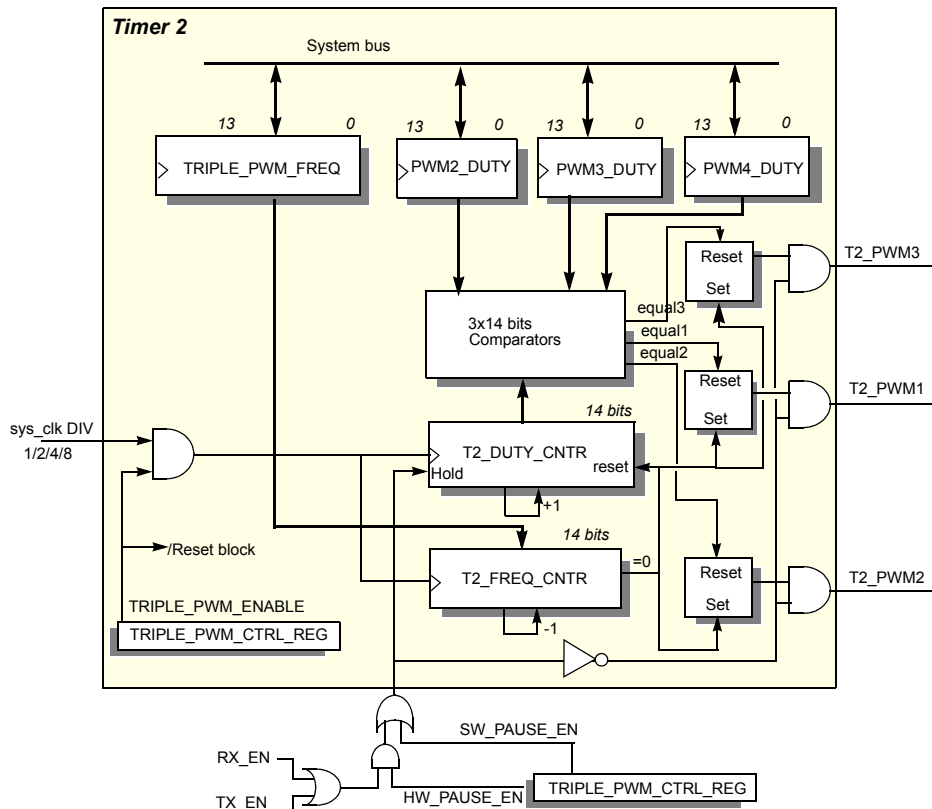 Timer 2
System bus
13 0 13 0 13 0 13 0
TRIPLE_PWM_FREQ
PWM2_DUTY
PWM3_DUTY
PWM4_DUTY
Reset
Set
T2_PWM3
3x14 bits
Comparators
equal3
equal1
equal2
Reset
Set
T2_PWM1
14 bits
sys_clk DIV
1/2/4/8
T2_DUTY_CNTR
Hold
reset
+1
14 bits
/Reset block
T2_FREQ_CNTR
=0
Reset
Set
T2_PWM2
-1
TRIPLE_PWM_ENABLE
TRIPLE_PWM_CTRL_REG
SW_PAUSE_EN
RX_EN
TX_EN
HW_PAUSE_EN
TRIPLE_PWM_CTRL_REG